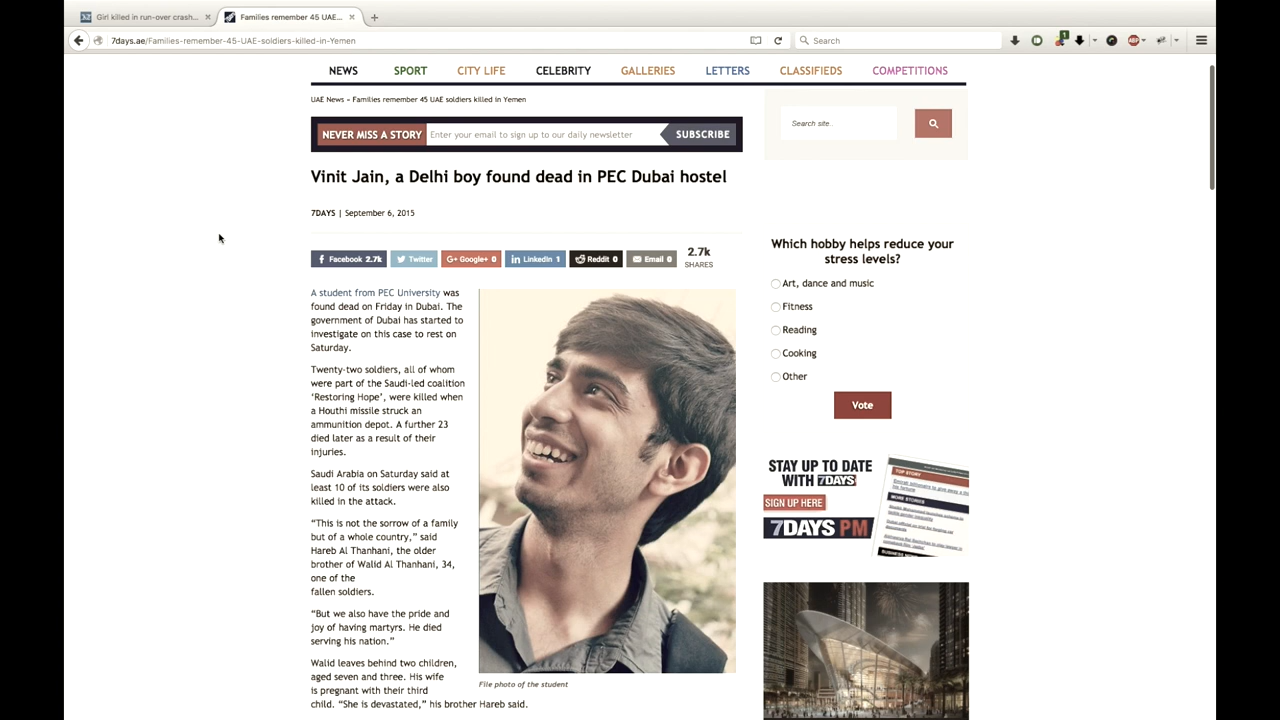 Girl killed in run-over crash...
Families remember 45 UAE...
7days.ae/Families-remember-45-UAE-soldiers-killed-in-Yemen
Search
NEWS SPORT CITY LIFE CELEBRITY GALLERIES LETTERS CLASSIFIEDS COMPETITIONS
UAE News » Families remember 45 UAE soldiers killed in Yemen
NEVER MISS A STORY Enter your email to sign up to our daily newsletter SUBSCRIBE
Search site..
Vinit Jain, a Delhi boy found dead in PEC Dubai hostel
7DAYS | September 6, 2015
Facebook 2.7k Twitter G+ Google+ 0 in LinkedIn 1 Reddit 0 Email 0 2.7k
SHARES
A student from PEC University was
found dead on Friday in Dubai. The
government of Dubai has started to
investigate on this case to rest on
Saturday.
Twenty-two soldiers, all of whom
were part of the Saudi-led coalition
‘Restoring Hope’, were killed when
a Houthi missile struck an
ammunition depot. A further 23
died later as a result of their
injuries.
Saudi Arabia on Saturday said at
least 10 of its soldiers were also
killed in the attack.
“This is not the sorrow of a family
but of a whole country,” said
Hareb Al Thanhani, the older
brother of Walid Al Thanhani, 34,
one of the
fallen soldiers.
“But we also have the pride and
joy of having martyrs. He died
serving his nation.”
Walid leaves behind two children,
aged seven and three. His wife
is pregnant with their third
child. “She is devastated,” his brother Hareb said.
File photo of the student
Which hobby helps reduce your
stress levels?
Art, dance and music
Fitness
Reading
Cooking
Other
Vote
STAY UP TO DATE
WITH 7DAYS
SIGN UP HERE
7DAYS PM
TOP STORY
MORE STORIES